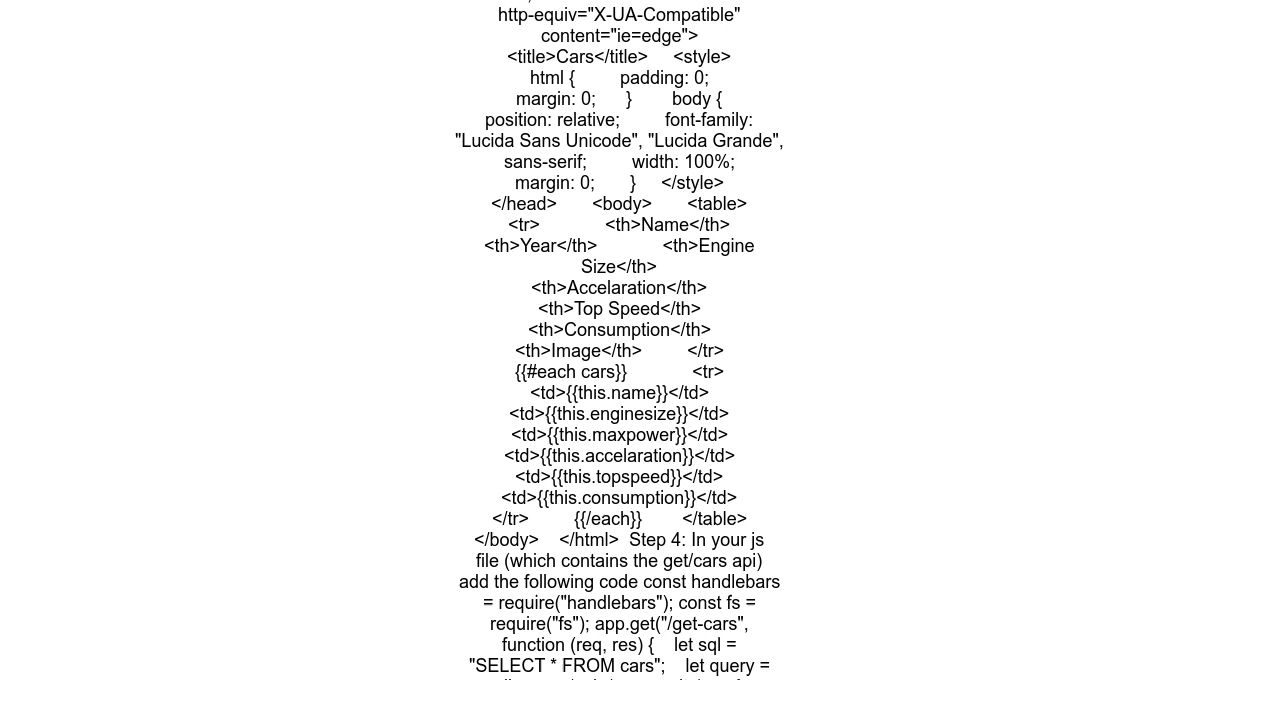 http-equiv="X-UA-Compatible"
content="ie=edge">
<title>Cars</title> <style>
html { padding: 0;
margin: 0; } body {
position: relative; font-family:
"Lucida Sans Unicode", "Lucida Grande",
sans-serif; width: 100%;
margin: 0; } </style>
</head> <body> <table>
<tr> <th>Name</th>
<th>Year</th> <th>Engine
Size</th>
<th>Accelaration</th>
<th>Top Speed</th>
<th>Consumption</th>
<th>Image</th> </tr>
{{#each cars}} <tr>
<td>{{this.name}}</td>
<td>{{this.enginesize}}</td>
<td>{{this.maxpower}}</td>
<td>{{this.accelaration}}</td>
<td>{{this.topspeed}}</td>
<td>{{this.consumption}}</td>
</tr> {{/each}} </table>
</body> </html> Step 4: In your js
file (which contains the get/cars api)
add the following code const handlebars
= require("handlebars"); const fs =
require("fs"); app.get("/get-cars",
function (req, res) { let sql =
"SELECT * FROM cars"; let query =